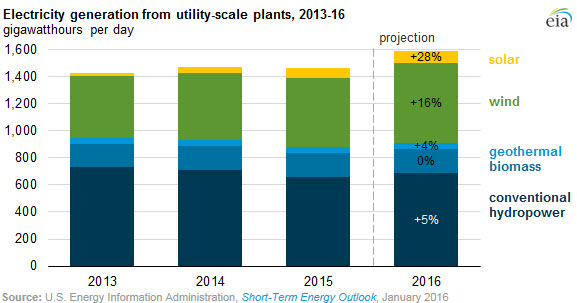 Electricity generation from utility-scale plants, 2013-16
gigawatthours per day
eia
projection
1,600
1,400
1,200
1,000
800
600
400
200
0
+28%
+16%
+4%
0%
+5%
solar
wind
geothermal
biomass
conventional
hydropower
2013 2014 2015 2016
Source: U.S. Energy Information Administration, Short-Term Energy Outlook, January 2016